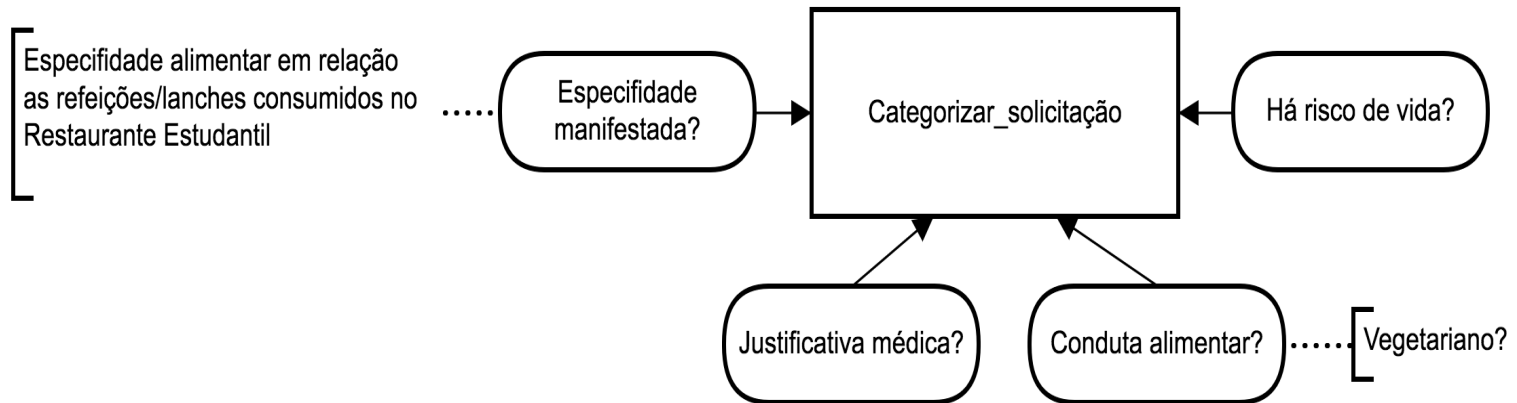 Especifidade alimentar em relação
as refeições/lanches consumidos no
Restaurante Estudantil
Especifidade
manifestada?
Categorizar_solicitação
Há risco de vida?
Justificativa médica?
Conduta alimentar?
Vegetariano?